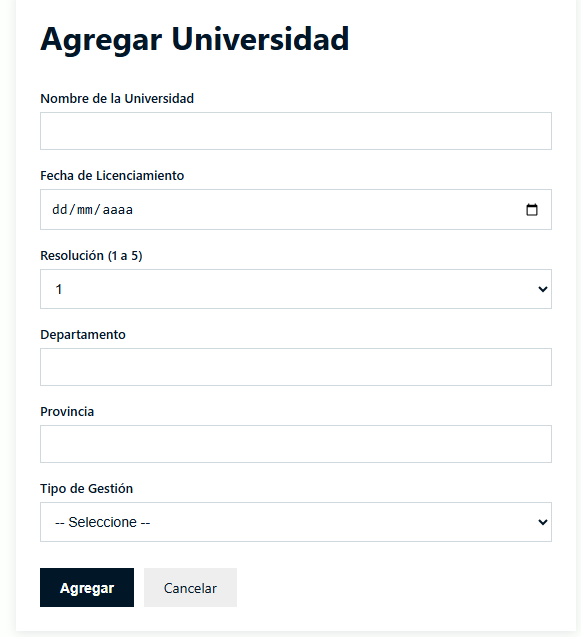 Agregar Universidad
Nombre de la Universidad
Fecha de Licenciamiento
dd/mm/aaaa
Resolución (1 a 5)
1
Departamento
Provincia
Tipo de Gestión
-- Seleccione --
Agregar Cancelar